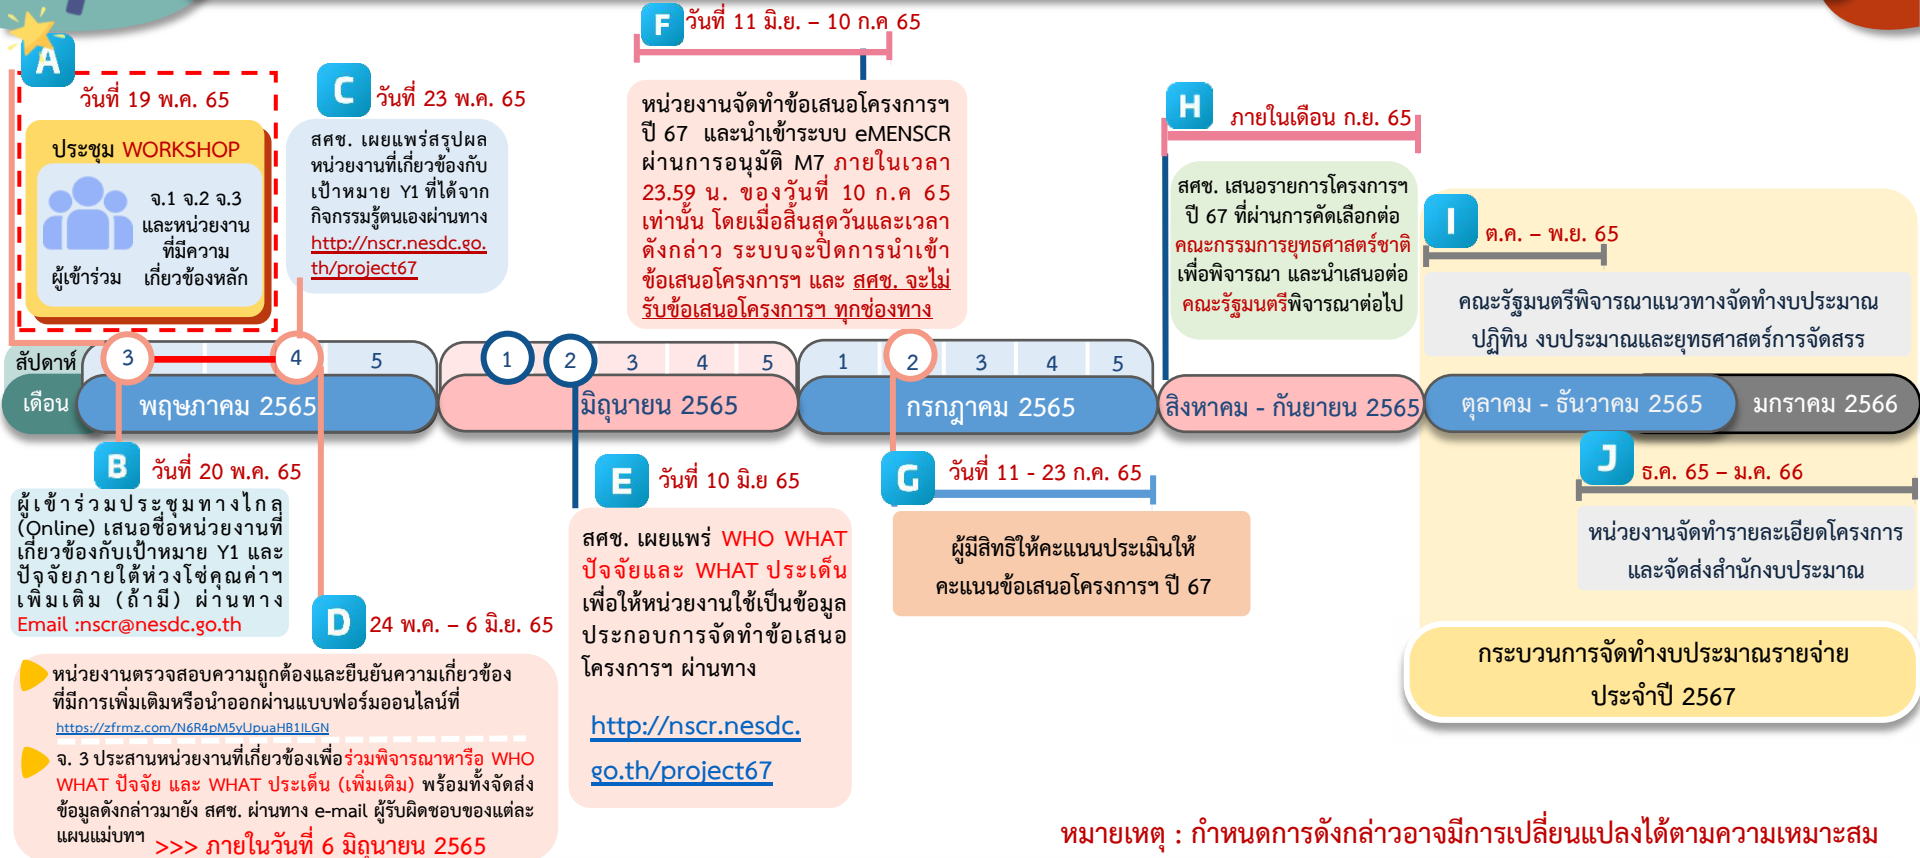 A
วันที่ 19 พ.ค. 65
ประชุม WORKSHOP
จ.1 จ.2 จ.3
และหน่วยงาน
ที่มีความ
เกี่ยวข้องหลัก
ผู้เข้าร่วม
C
วันที่ 23 พ.ค. 65
สศช. เผยแพร่สรุปผล
หน่วยงานที่เกี่ยวข้องกับ
เป้าหมาย Y1 ที่ได้จาก
กิจกรรมรู้ตนเองผ่านทาง
http://nscr.nesdc.go.
th/project67
F
วันที่ 11 มิ.ย. – 10 ก.ค 65
หน่วยงานจัดทำข้อเสนอโครงการฯ
ปี 67 และนำเข้าระบบ eMENSCR
ผ่านการอนุมัติ M7 ภายในเวลา
23.59 น. ของวันที่ 10 ก.ค 65
เท่านั้น โดยเมื่อสิ้นสุดวันและเวลา
ดังกล่าว ระบบจะปิดการนำเข้า
ข้อเสนอโครงการฯ และ สศช. จะไม่
รับข้อเสนอโครงการฯ ทุกช่องทาง
H
ภายในเดือน ก.ย. 65
สศช. เสนอรายการโครงการฯ
ปี 67 ที่ผ่านการคัดเลือกต่อ
คณะกรรมการยุทธศาสตร์ชาติ
เพื่อพิจารณา และนำเสนอต่อ
คณะรัฐมนตรีพิจารณาต่อไป
I
ต.ค. – พ.ย. 65
คณะรัฐมนตรีพิจารณาแนวทางจัดทำงบประมาณ
ปฏิทิน งบประมาณและยุทธศาสตร์การจัดสรร
สัปดาห์ 3 4 5 1 2 3 4 5 1 2 3 4 5
เดือน พฤษภาคม 2565 มิถุนายน 2565 กรกฎาคม 2565 สิงหาคม - กันยายน 2565 ตุลาคม - ธันวาคม 2565 มกราคม 2566
B
วันที่ 20 พ.ค. 65
ผู้เข้าร่วมประชุมทางไกล
(Online) เสนอชื่อหน่วยงานที่
เกี่ยวข้องกับเป้าหมาย Y1 และ
ปัจจัยภายใต้ห่วงโซ่คุณค่าฯ
เพิ่มเติม (ถ้ามี) ผ่านทาง
Email :nscr@nesdc.go.th
D
24 พ.ค. – 6 มิ.ย. 65
หน่วยงานตรวจสอบความถูกต้องและยืนยันความเกี่ยวข้อง
ที่มีการเพิ่มเติมหรือนำออกผ่านแบบฟอร์มออนไลน์ที่
https://zfrmz.com/N6R4pM5yUpuaHB1ILGN
จ. 3 ประสานหน่วยงานที่เกี่ยวข้องเพื่อร่วมพิจารณาหารือ WHO
WHAT ปัจจัย และ WHAT ประเด็น (เพิ่มเติม) พร้อมทั้งจัดส่ง
ข้อมูลดังกล่าวมายัง สศช. ผ่านทาง e-mail ผู้รับผิดชอบของแต่ละ
แผนแม่บทฯ >>> ภายในวันที่ 6 มิถุนายน 2565
E
วันที่ 10 มิ.ย 65
สศช. เผยแพร่ WHO WHAT
ปัจจัยและ WHAT ประเด็น
เพื่อให้หน่วยงานใช้เป็นข้อมูล
ประกอบการจัดทำข้อเสนอ
โครงการฯ ผ่านทาง
http://nscr.nesdc.
go.th/project67
G
วันที่ 11 - 23 ก.ค. 65
ผู้มีสิทธิให้คะแนนประเมินให้
คะแนนข้อเสนอโครงการฯ ปี 67
J
ธ.ค. 65 – ม.ค. 66
หน่วยงานจัดทำรายละเอียดโครงการ
และจัดส่งสำนักงบประมาณ
กระบวนการจัดทำงบประมาณรายจ่าย
ประจำปี 2567
หมายเหตุ : กำหนดการดังกล่าวอาจมีการเปลี่ยนแปลงได้ตามความเหมาะสม